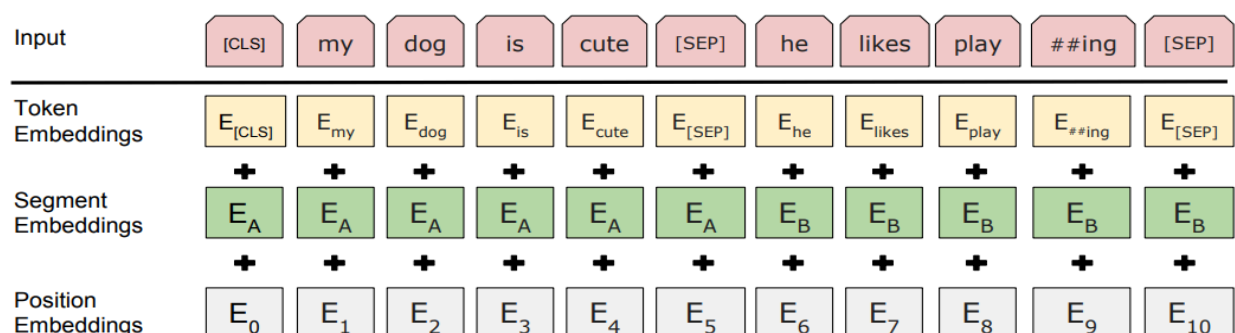 Input [CLS] my dog is cute [SEP] he likes play ##ing [SEP]
Token
Embeddings E[CLS] Emy Edog Eis Ecute E[SEP] Ehe Elikes Eplay E##ing E[SEP]
+ + + + + + + + + + +
Segment
Embeddings EA EA EA EA EA EA EB EB EB EB EB
+ + + + + + + + + + +
Position
Embeddings E0 E1 E2 E3 E4 E5 E6 E7 E8 E9 E10